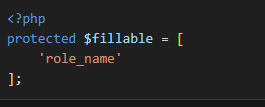 <?php
protected $fillable = [
    'role_name'
];